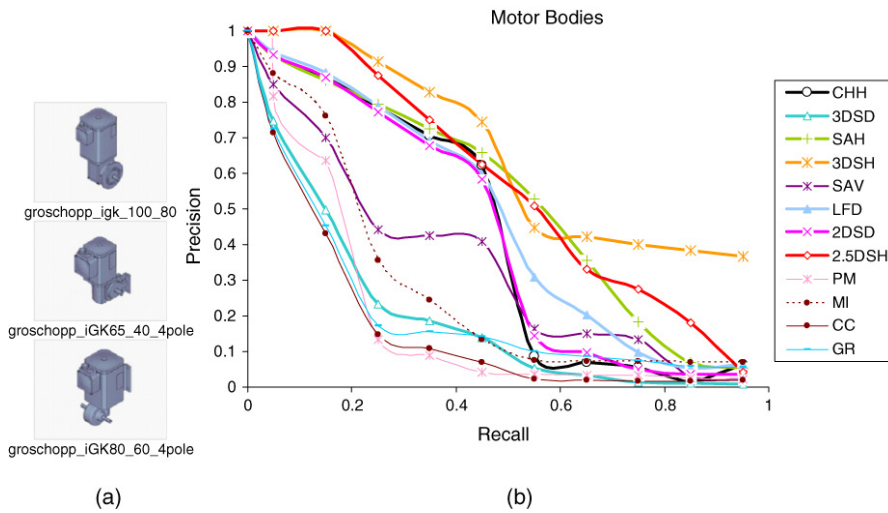 Motor Bodies
groschopp_igk_100_80
groschopp_iGK65_40_4pole
groschopp_iGK80_60_4pole
(a)
Precision
1
0.9
0.8
0.7
0.6
0.5
0.4
0.3
0.2
0.1
0
0
0.2
0.4
0.6
0.8
1
Recall
(b)
CHH
3DSD
SAH
3DSH
SAV
LFD
2DSD
2.5DSH
PM
MI
CC
GR